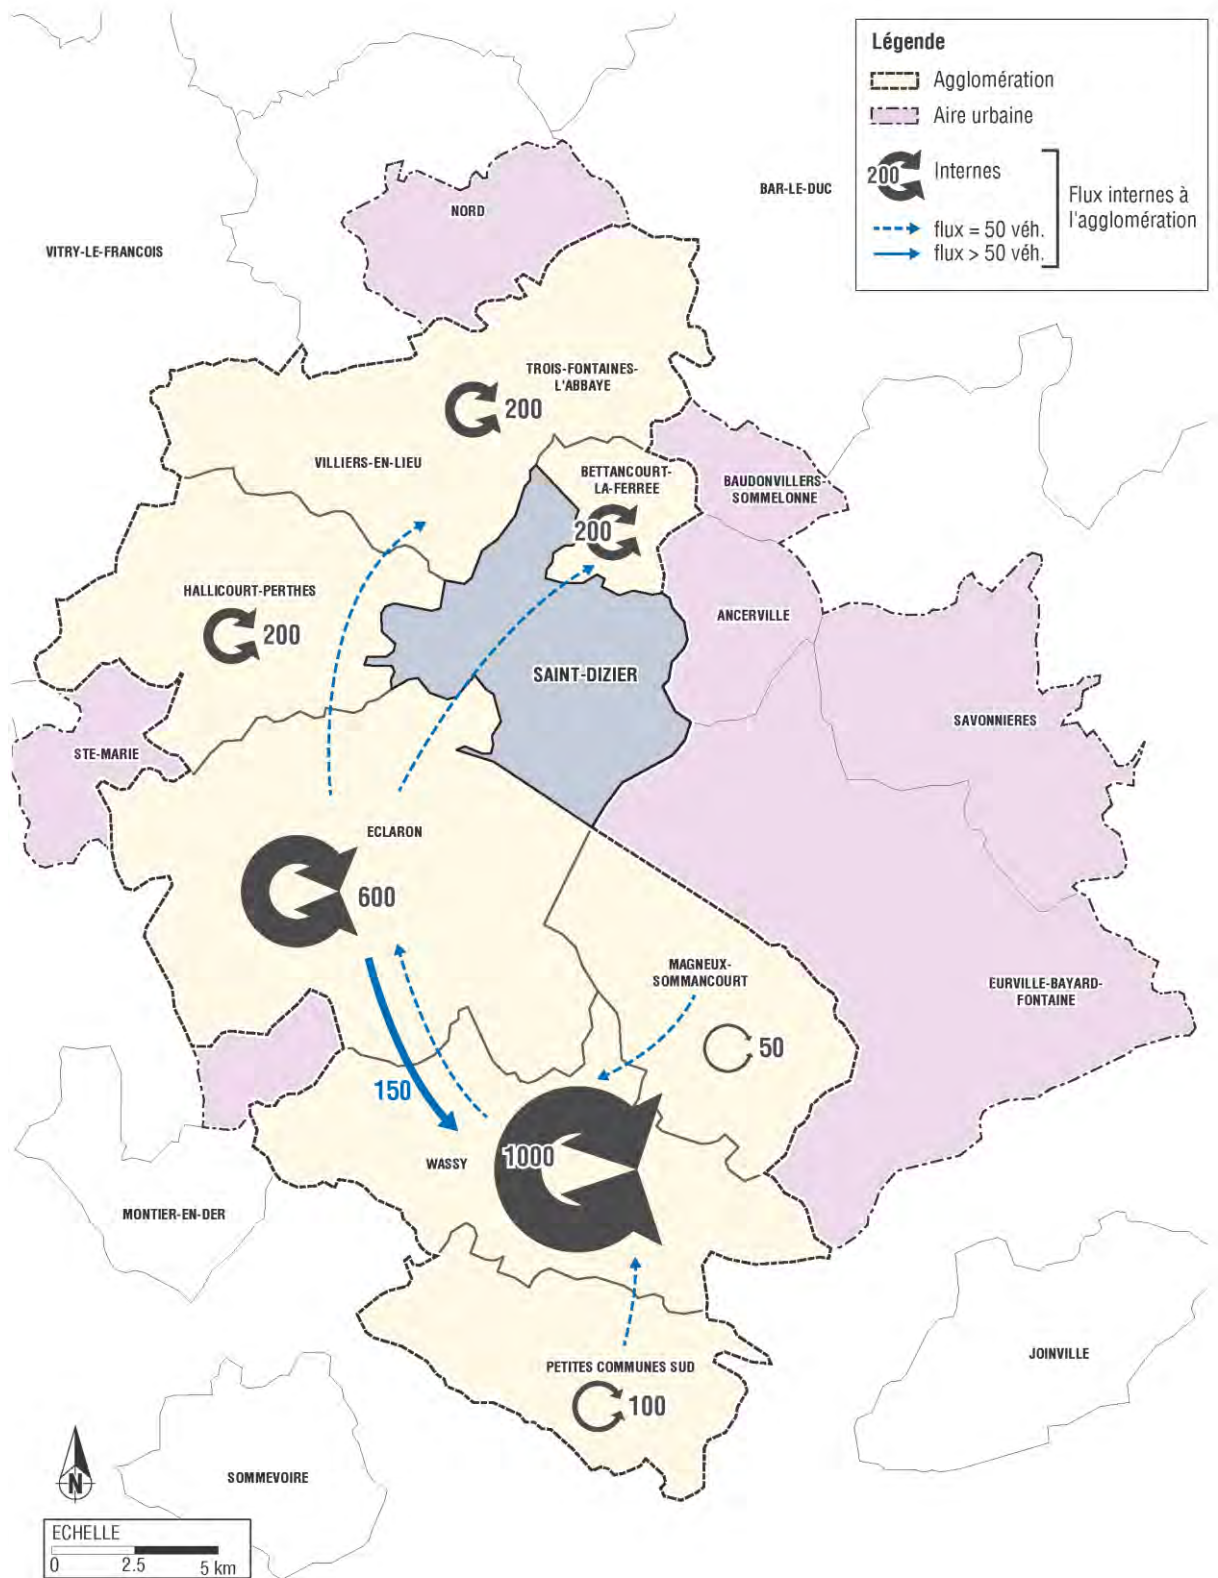 Légende
Agglomération
Aire urbaine
200
Internes
Flux internes à
l'agglomération
flux = 50 véh.
flux > 50 véh.
BAR-LE-DUC
NORD
VITRY-LE-FRANCOIS
TROIS-FONTAINES-
L'ABBAYE
200
VILLIERS-EN-LIEU
BETTANCOURT-
LA-FERREE
200
BAUDONVILLERS-
SOMMELONNE
HALLICOURT-PERTHES
200
ANCERVILLE
SAINT-DIZIER
SAVONNIERES
STE-MARIE
ECLARON
600
MAGNEUX-
SOMMANCOURT
50
EURVILLE-BAYARD-
FONTAINE
150
WASSY
1000
MONTIER-EN-DER
PETITES COMMUNES SUD
100
JOINVILLE
SOMMEVOIRE
N
ECHELLE
0 2.5 5 km